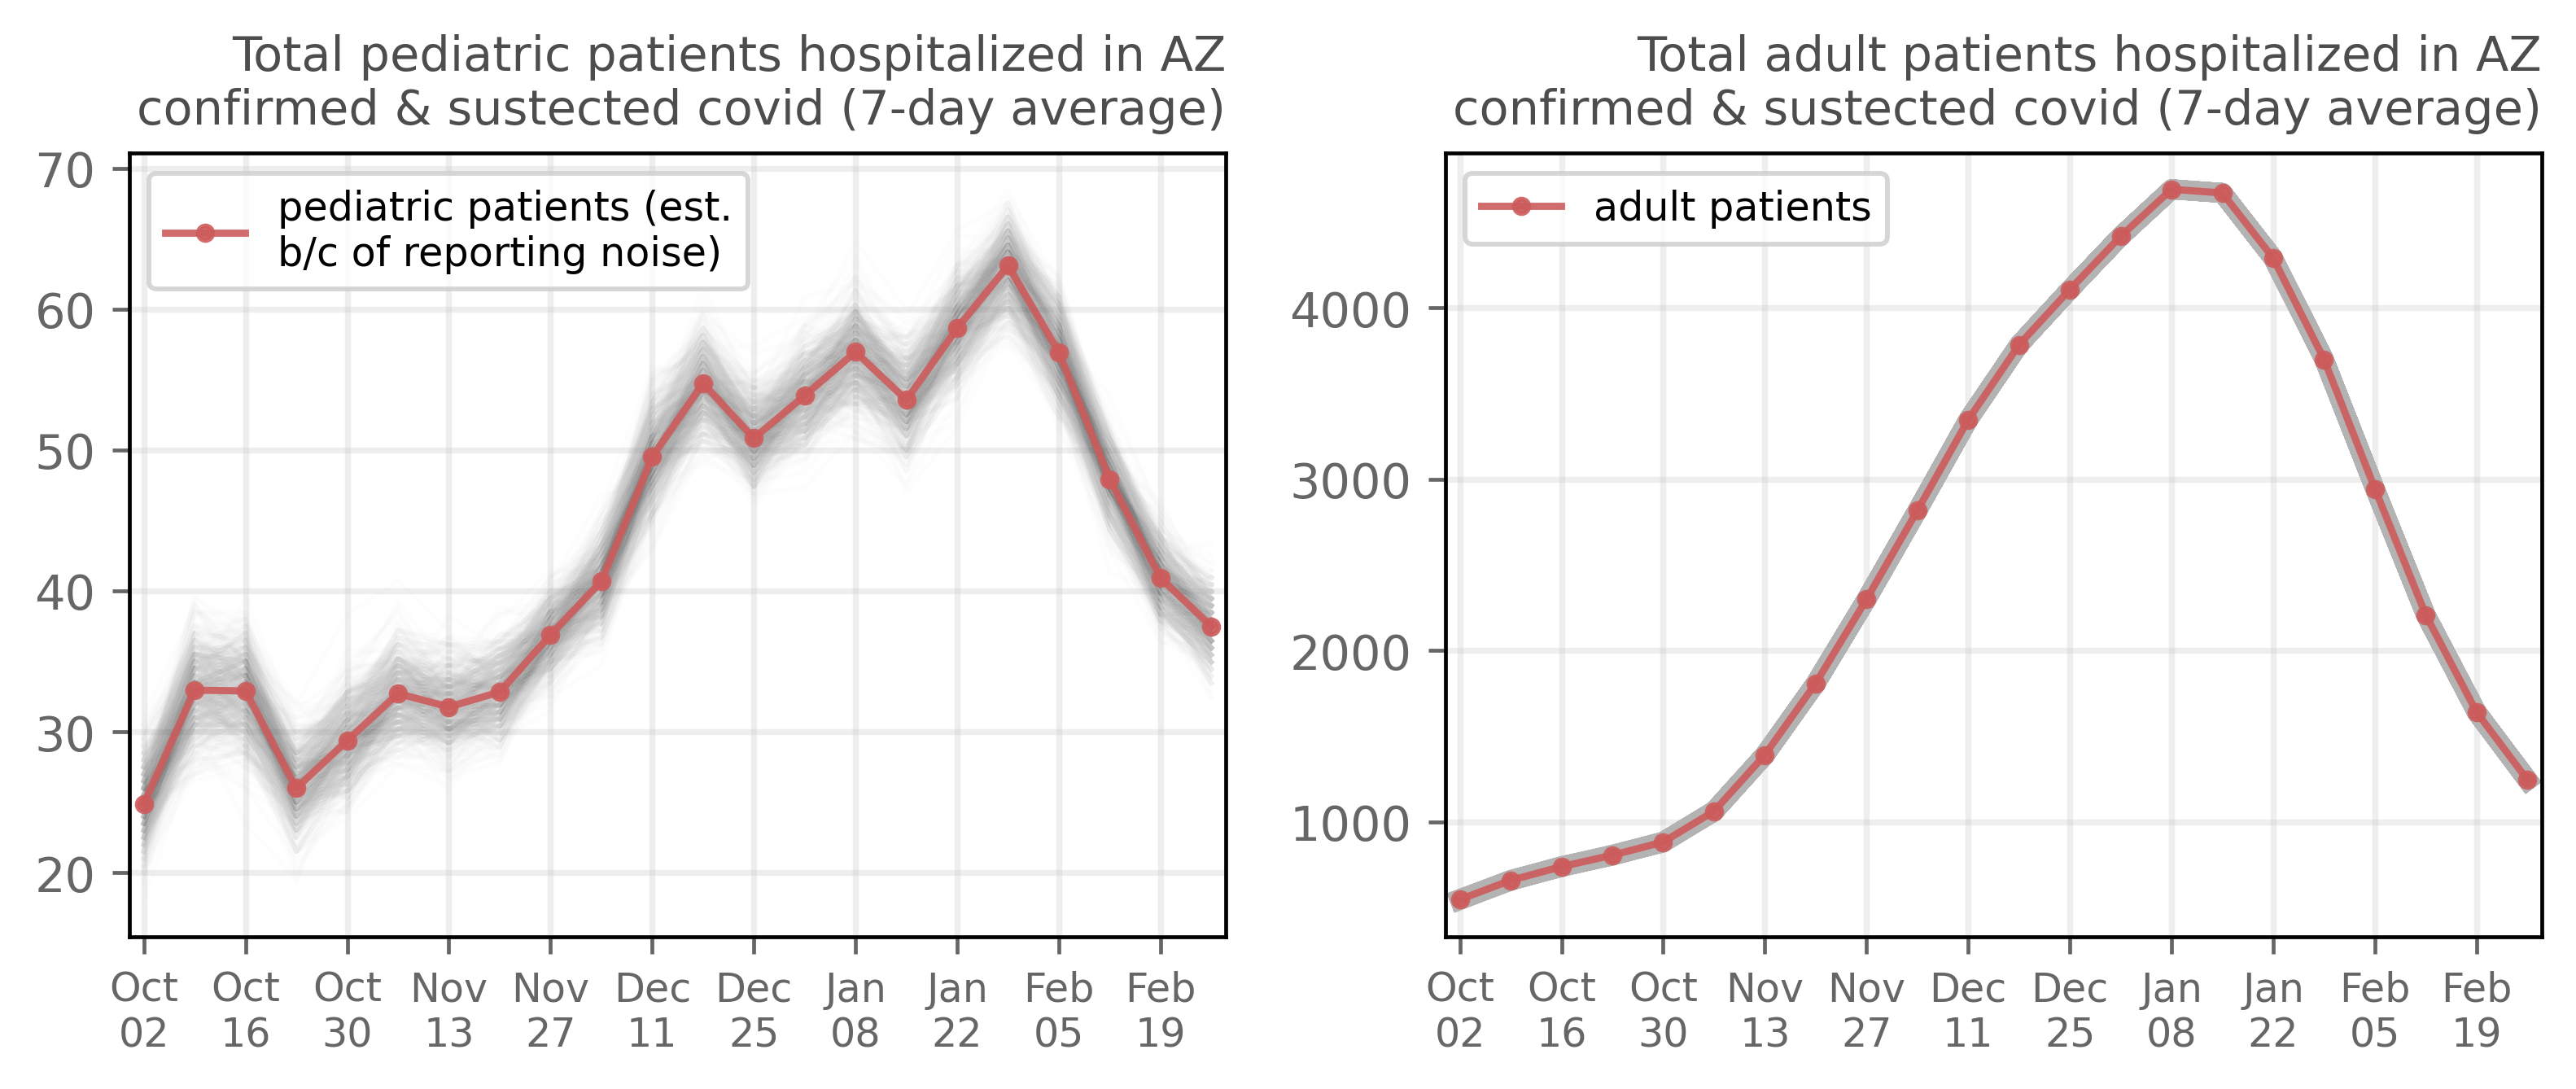 Total pediatric patients hospitalized in AZ
confirmed & sustected covid (7-day average)
70
60
50
40
30
20
pediatric patients (est.
b/c of reporting noise)
Oct Oct Oct Nov Nov Dec Dec Jan Jan Feb Feb
02 16 30 13 27 11 25 08 22 05 19
Total adult patients hospitalized in AZ
confirmed & sustected covid (7-day average)
4000
3000
2000
1000
adult patients
Oct Oct Oct Nov Nov Dec Dec Jan Jan Feb Feb
02 16 30 13 27 11 25 08 22 05 19